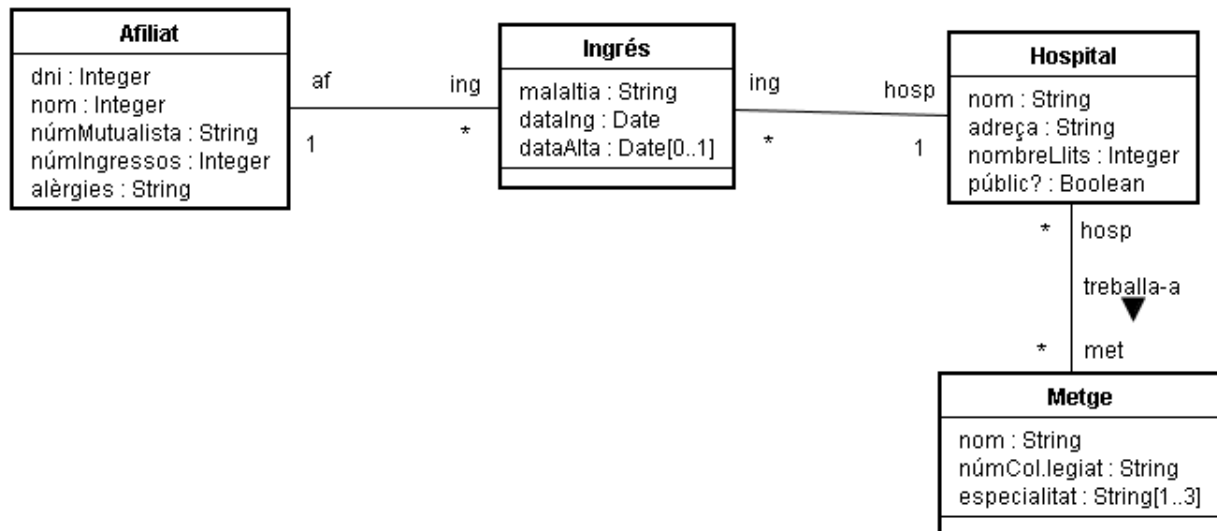 Afiliat
dni : Integer
nom : Integer
númMutualista : String
númIngressos : Integer
alèrgies : String
af
1
ing
*
Ingrés
malaltia : String
dataIng : Date
dataAlta : Date[0..1]
ing
*
hosp
1
Hospital
nom : String
adreça : String
nombreLlits : Integer
públic? : Boolean
* hosp
treballa-a
* met
Metge
nom : String
númCol.legiat : String
especialitat : String[1..3]